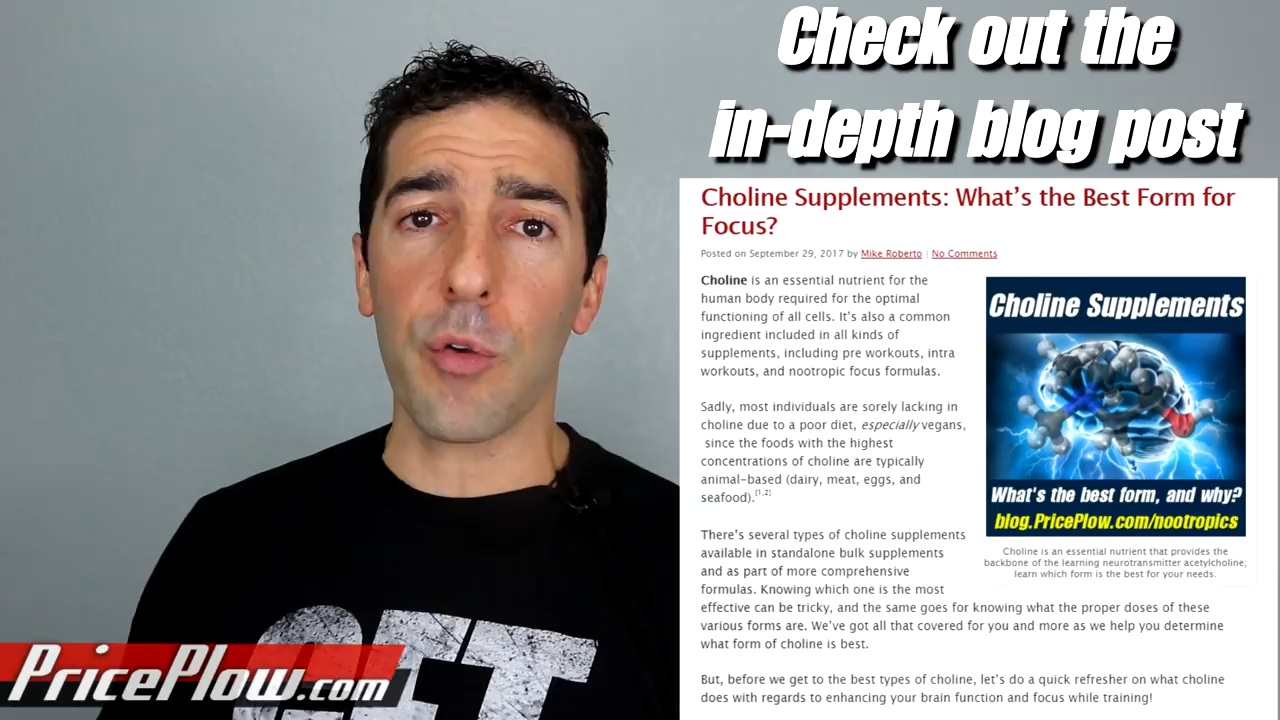 Check out the
in-depth blog post
Choline Supplements: What's the Best Form for
Focus?
Posted on September 29, 2017 by Mike Roberto | No Comments
Choline is an essential nutrient for the
human body required for the optimal
functioning of all cells. It's also a common
ingredient included in all kinds of
supplements, including pre workouts, intra
workouts, and nootropic focus formulas.
Sadly, most individuals are sorely lacking in
choline due to a poor diet, especially vegans,
since the foods with the highest
concentrations of choline are typically
animal-based (dairy, meat, eggs, and
seafood).[1,2]
There's several types of choline supplements
available in standalone bulk supplements
and as part of more comprehensive
formulas. Knowing which one is the most
effective can be tricky, and the same goes for knowing what the proper doses of these
various forms are. We've got all that covered for you and more as we help you determine
what form of choline is best.
But, before we get to the best types of choline, let's do a quick refresher on what choline
does with regards to enhancing your brain function and focus while training!
Choline Supplements
What's the best form, and why?
blog.PricePlow.com/nootropics
Choline is an essential nutrient that provides the
backbone of the learning neurotransmitter acetylcholine;
learn which form is the best for your needs.
GET
PricePlow.com